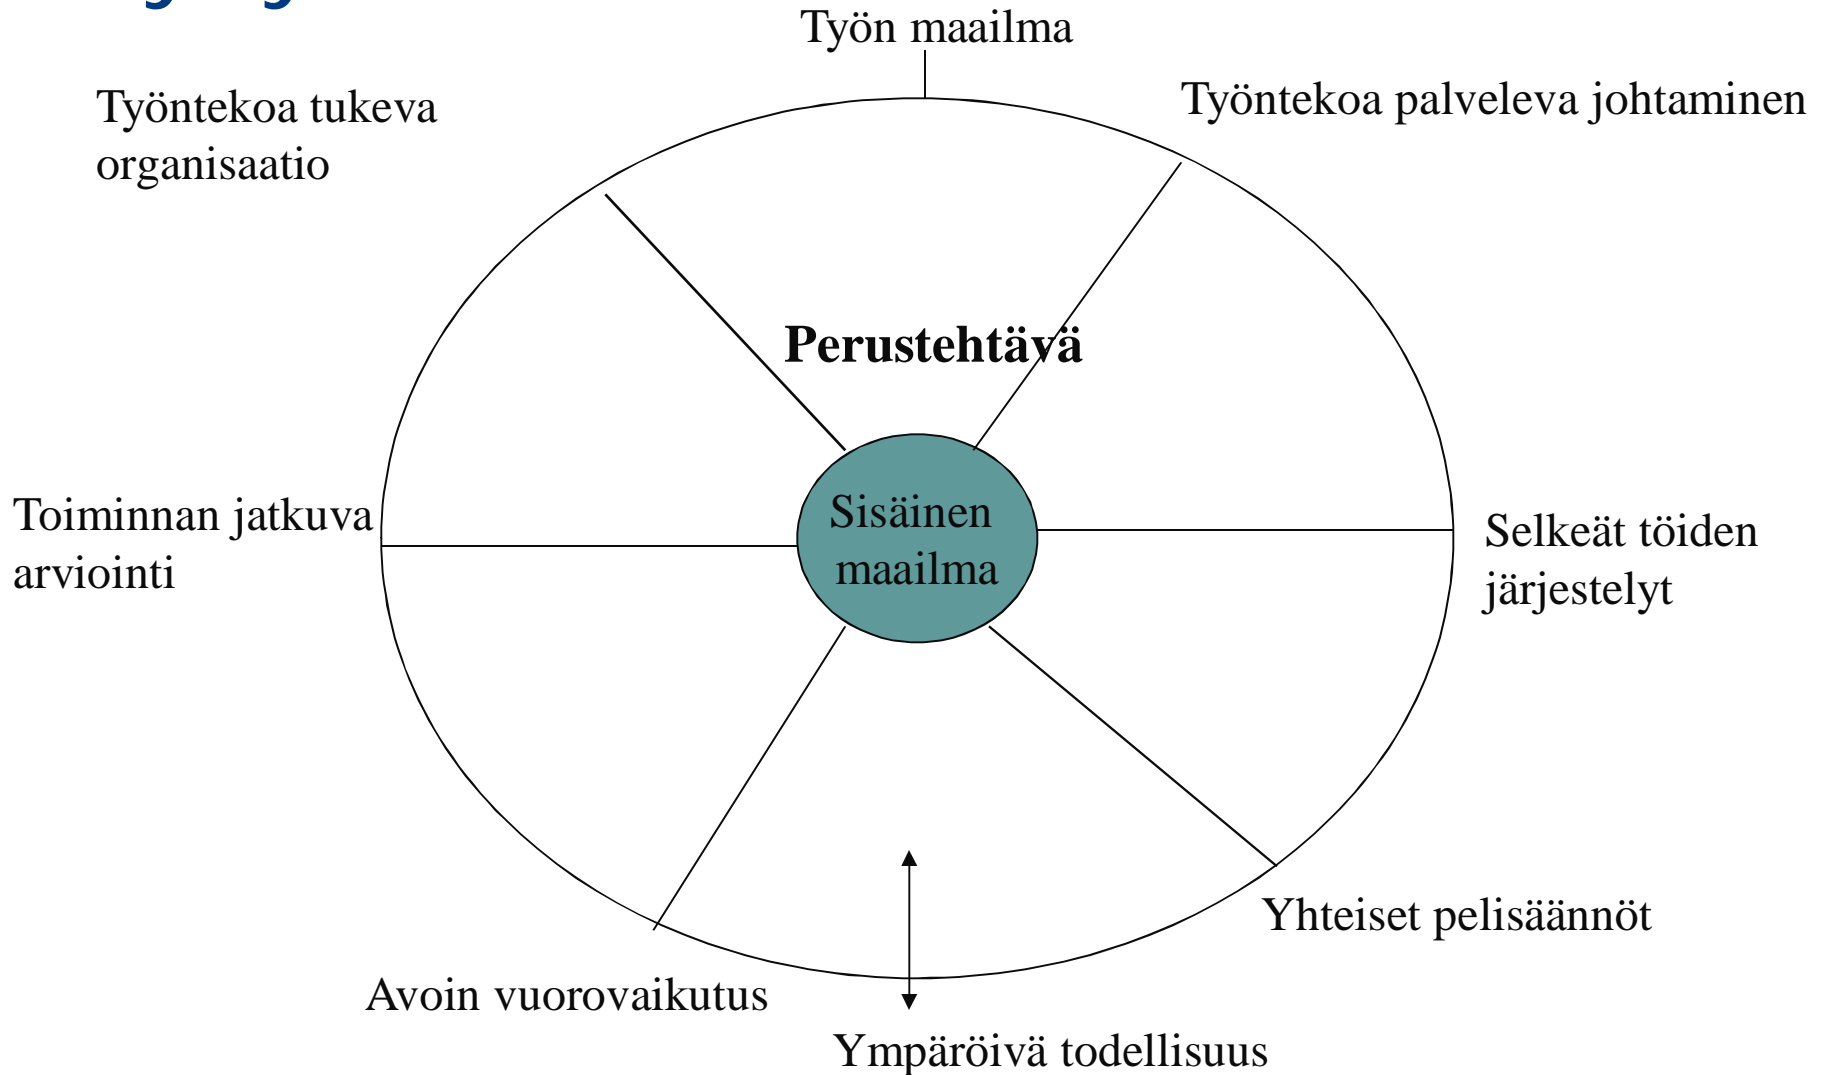 Työn maailma
Työntekoa tukeva
organisaatio
Työntekoa palveleva johtaminen
Perustehtävä
Sisäinen
maailma
Toiminnan jatkuva
arviointi
Selkeät töiden
järjestelyt
Yhteiset pelisäännöt
Avoin vuorovaikutus
Ympäröivä todellisuus